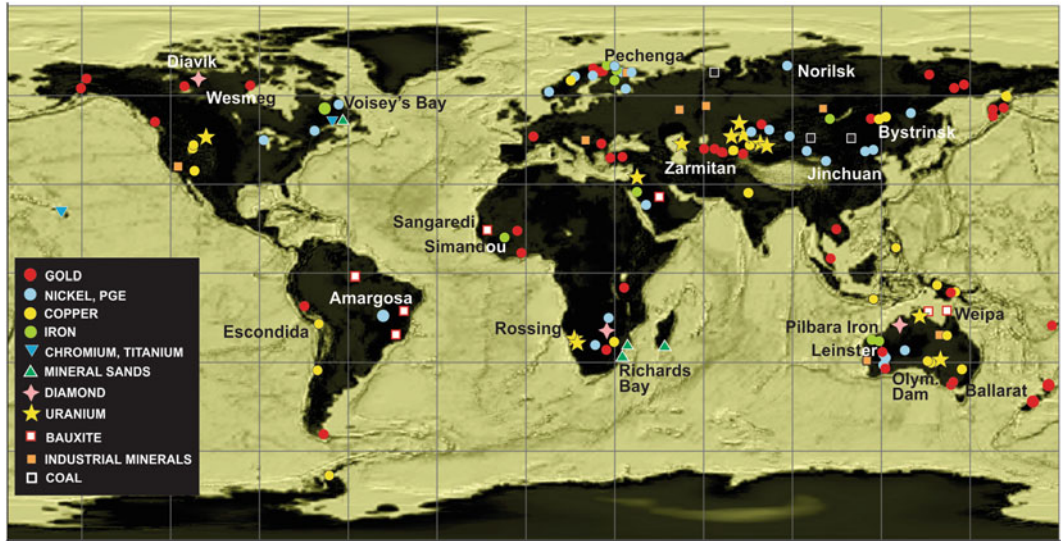 Diavik
Wesmeg
Voisey's Bay
Pechenga
Norilsk
Bystrinsk
Zarmitan
Jinchuan
Sangaredi
Simandou
GOLD
NICKEL, PGE
COPPER
IRON
CHROMIUM, TITANIUM
MINERAL SANDS
DIAMOND
URANIUM
BAUXITE
INDUSTRIAL MINERALS
COAL
Amargosa
Escondida
Rossing
Richards
Bay
Weipa
Pilbara Iron
Leinster
Olym.
Dam
Ballarat